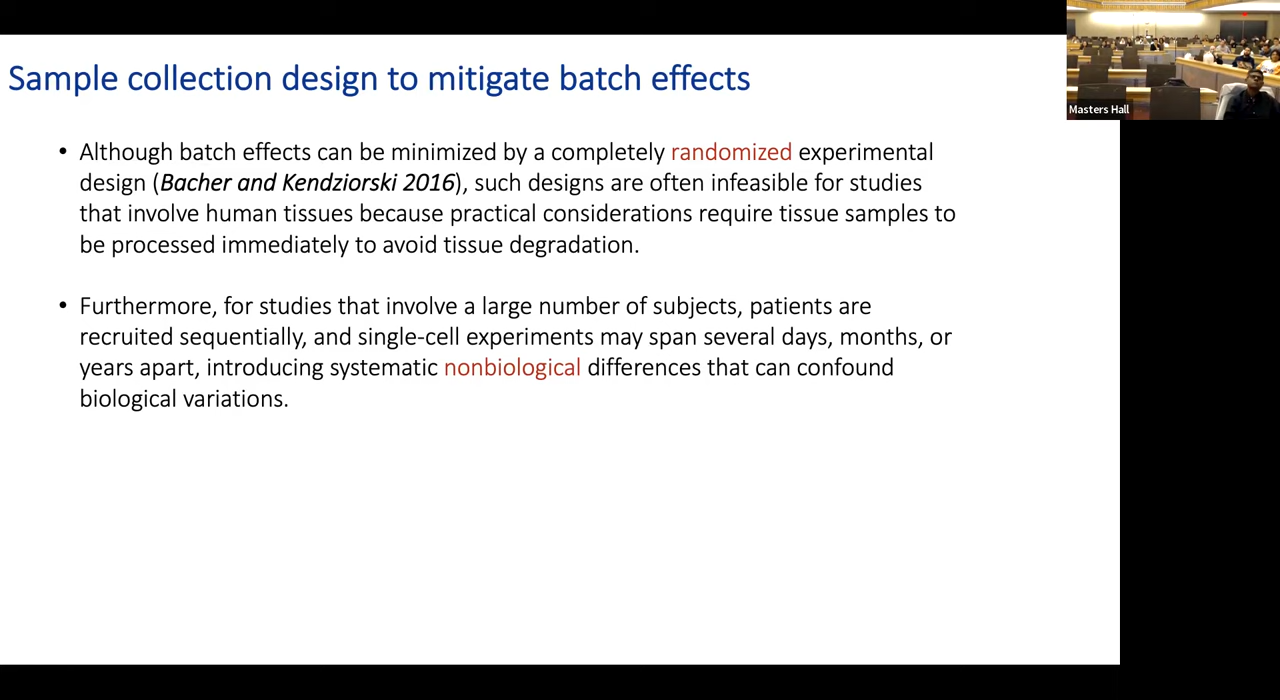 Sample collection design to mitigate batch effects
Masters Hall
• Although batch effects can be minimized by a completely randomized experimental
design (Bacher and Kendziorski 2016), such designs are often infeasible for studies
that involve human tissues because practical considerations require tissue samples to
be processed immediately to avoid tissue degradation.
• Furthermore, for studies that involve a large number of subjects, patients are
recruited sequentially, and single-cell experiments may span several days, months, or
years apart, introducing systematic nonbiological differences that can confound
biological variations.